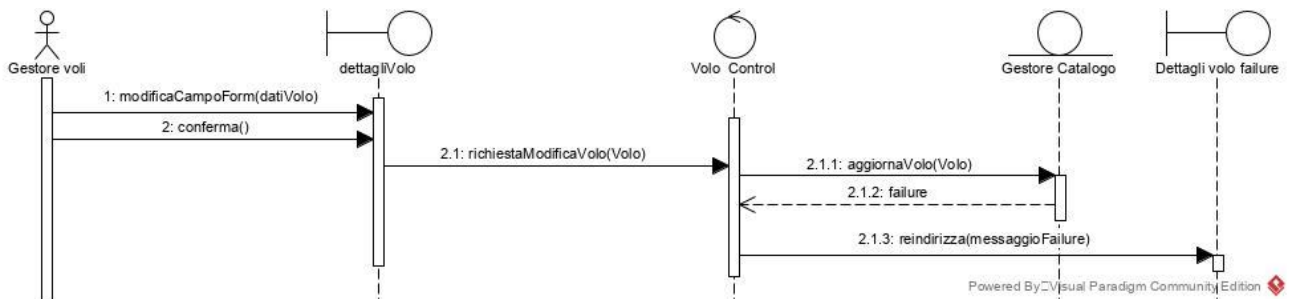 Gestore voli
dettagliVolo
Volo Control
Gestore Catalogo
Dettagli volo failure
1: modificaCampoForm(datiVolo)
2: conferma()
2.1: richiestaModificaVolo(Volo)
2.1.1: aggiornaVolo(Volo)
2.1.2: failure
2.1.3: reindirizza(messaggioFailure)
Powered By Visual Paradigm Community Edition